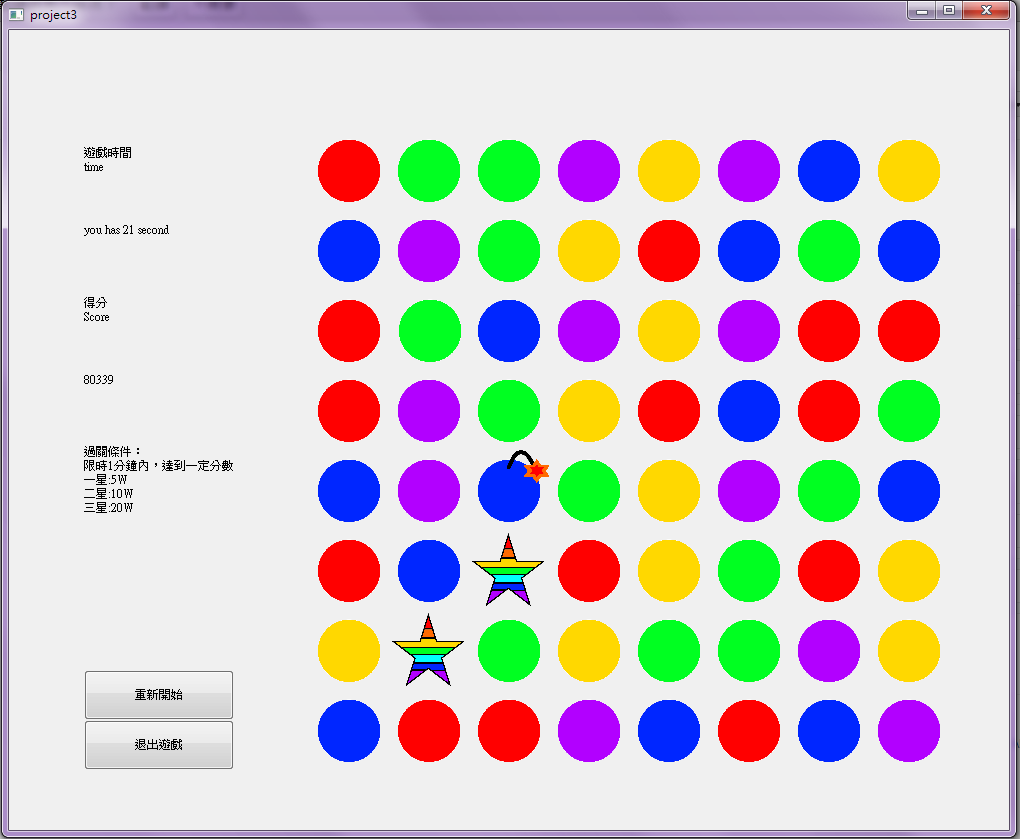 project3
遊戲時間
time
you has 21 second
得分
Score
80339
過關條件：
限時1分鐘內，達到一定分數
一星:5W
二星:10W
三星:20W
重新開始
退出遊戲